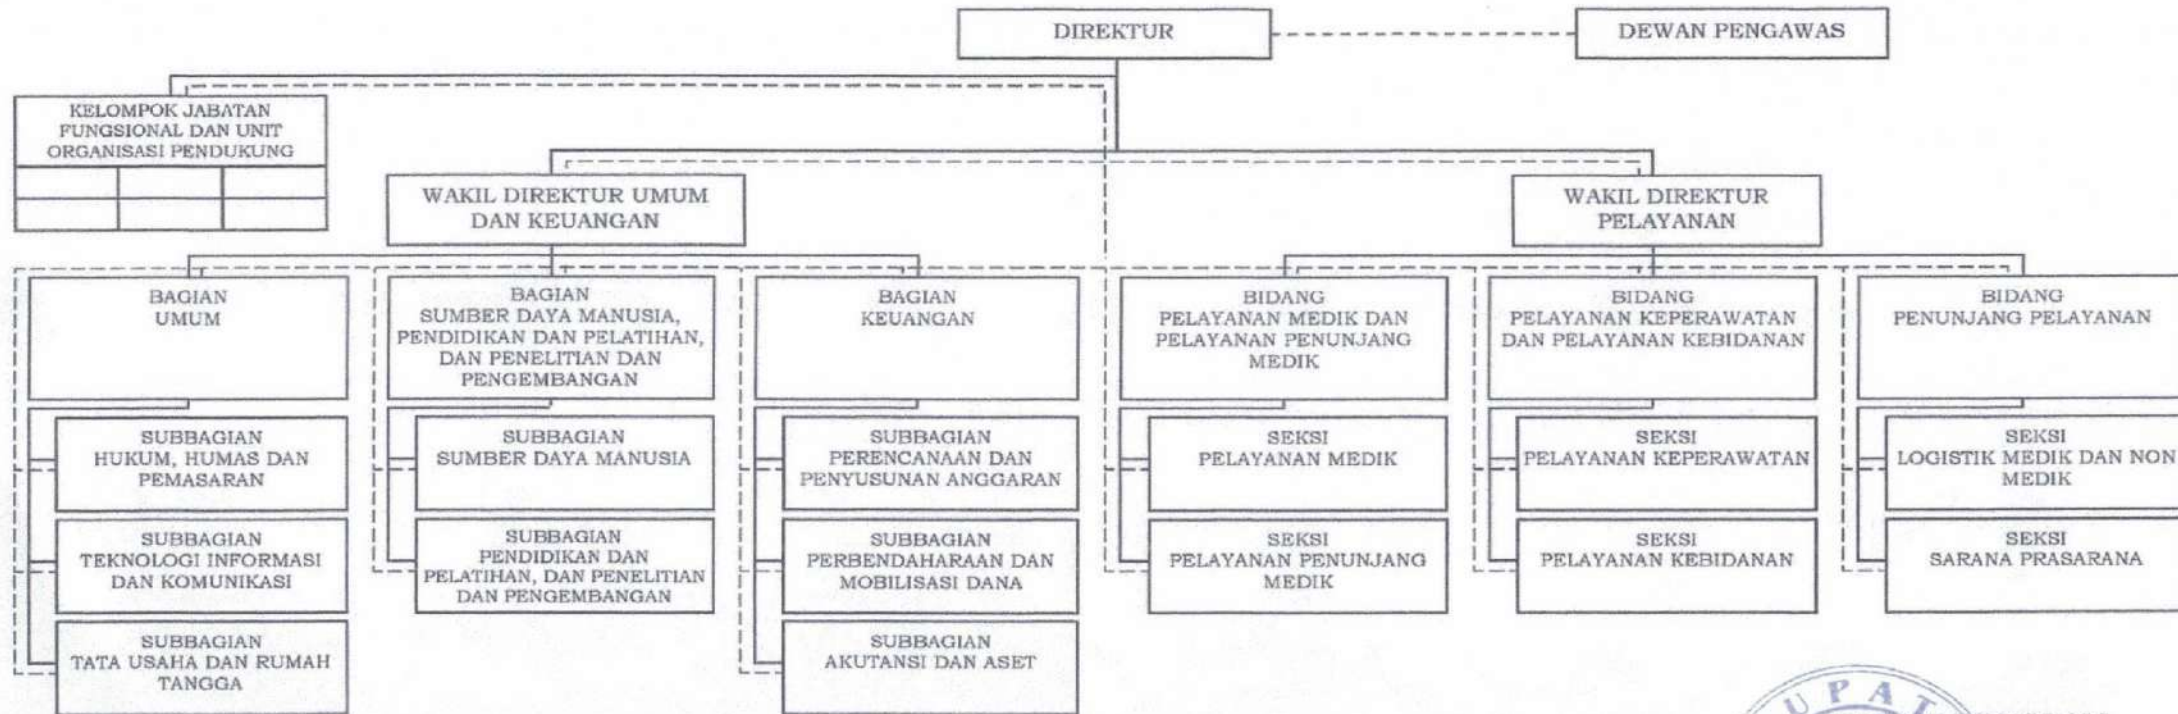 DIREKTUR
DEWAN PENGAWAS
KELOMPOK JABATAN
FUNGSIONAL DAN UNIT
ORGANISASI PENDUKUNG
WAKIL DIREKTUR UMUM
DAN KEUANGAN
WAKIL DIREKTUR
PELAYANAN
BAGIAN
UMUM
BAGIAN
SUMBER DAYA MANUSIA,
PENDIDIKAN DAN PELATIHAN,
DAN PENELITIAN DAN
PENGEMBANGAN
BAGIAN
KEUANGAN
BIDANG
PELAYANAN MEDIK DAN
PELAYANAN PENUNJANG
MEDIK
BIDANG
PELAYANAN KEPERAWATAN
DAN PELAYANAN KEBIDANAN
BIDANG
PENUNJANG PELAYANAN
SUBBAGIAN
HUKUM, HUMAS DAN
PEMASARAN
SUBBAGIAN
SUMBER DAYA MANUSIA
SUBBAGIAN
PERENCANAAN DAN
PENYUSUNAN ANGGARAN
SEKSI
PELAYANAN MEDIK
SEKSI
PELAYANAN KEPERAWATAN
SEKSI
LOGISTIK MEDIK DAN NON
MEDIK
SUBBAGIAN
TEKNOLOGI INFORMASI
DAN KOMUNIKASI
SUBBAGIAN
PENDIDIKAN DAN
PELATIHAN, DAN PENELITIAN
DAN PENGEMBANGAN
SUBBAGIAN
PERBENDAHARAAN DAN
MOBILISASI DANA
SEKSI
PELAYANAN PENUNJANG
MEDIK
SEKSI
PELAYANAN KEBIDANAN
SEKSI
SARANA PRASARANA
SUBBAGIAN
TATA USAHA DAN RUMAH
TANGGA
SUBBAGIAN
AKUTANSI DAN ASET
UPAT